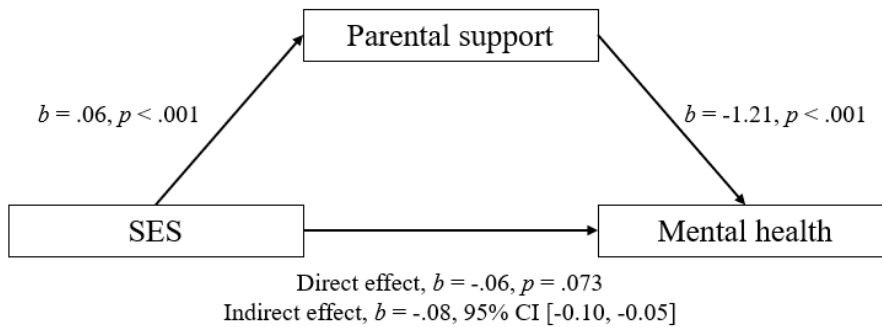 Parental support
b = .06, p < .001
b = -1.21, p < .001
SES
Mental health
Direct effect, b = -.06, p = .073
Indirect effect, b = -.08, 95% CI [-0.10, -0.05]